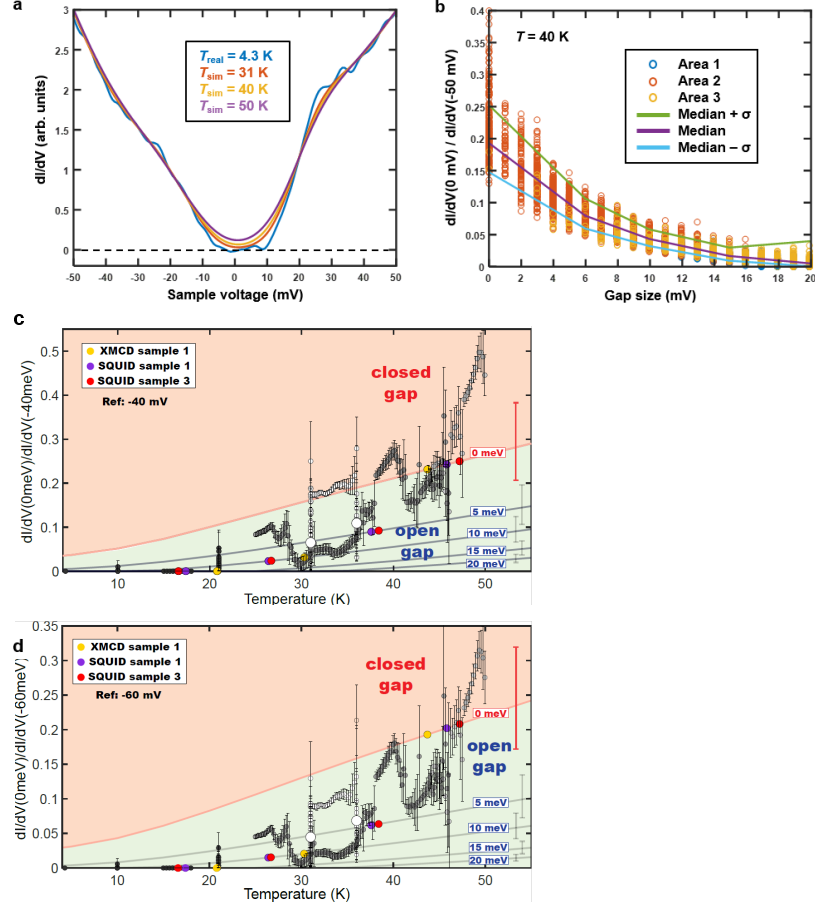 a
3
2.5
2
1.5
1
0.5
0
dI/dV (arb. units)
T_real = 4.3 K
T_sim = 31 K
T_sim = 40 K
T_sim = 50 K
-50 -40 -30 -20 -10 0 10 20 30 40 50
Sample voltage (mV)
b
0.4
0.35
0.3
0.25
0.2
0.15
0.1
0.05
0
dI/dV(0 mV) / dI/dV(-50 mV)
T = 40 K
Area 1
Area 2
Area 3
Median + σ
Median
Median – σ
0 2 4 6 8 10 12 14 16 18 20
Gap size (mV)
c
0.5
0.4
0.3
0.2
0.1
0
dI/dV(0meV)/dI/dV(-40meV)
XMCD sample 1
SQUID sample 1
SQUID sample 3
Ref: -40 mV
closed
gap
open
gap
0 meV
5 meV
10 meV
15 meV
20 meV
10 20 30 40 50
Temperature (K)
d
0.35
0.3
0.25
0.2
0.15
0.1
0.05
0
dI/dV(0meV)/dI/dV(-60meV)
XMCD sample 1
SQUID sample 1
SQUID sample 3
Ref: -60 mV
closed
gap
open
gap
0 meV
5 meV
10 meV
15 meV
20 meV
10 20 30 40 50
Temperature (K)